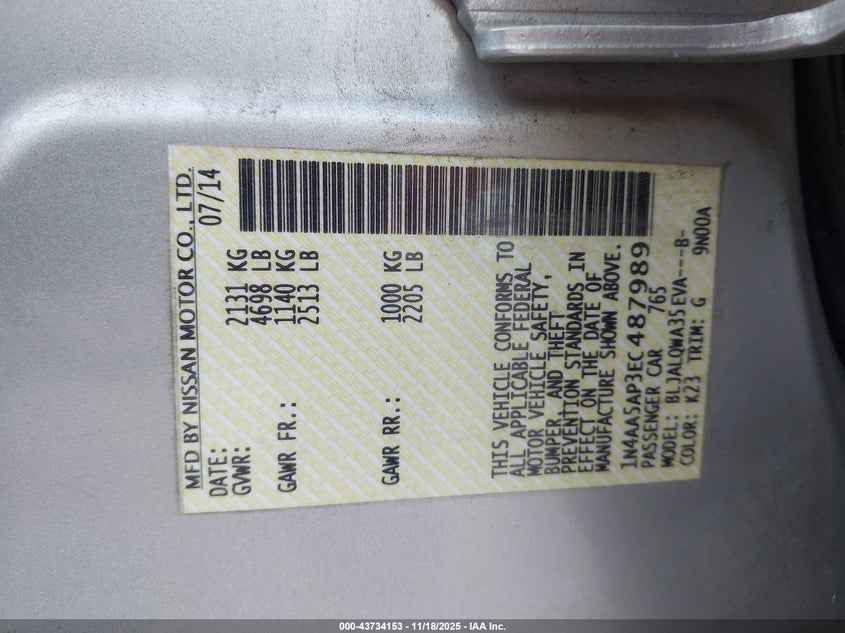 MFD BY NISSAN MOTOR CO., LTD.
DATE: 07/14
GVWR: 2131 KG
4698 LB
GAWR FR.: 1140 KG
2513 LB
GAWR RR.: 1000 KG
2205 LB
THIS VEHICLE CONFORMS TO
ALL APPLICABLE FEDERAL
MOTOR VEHICLE SAFETY,
BUMPER, AND THEFT
PREVENTION STANDARDS IN
EFFECT ON THE DATE OF
MANUFACTURE SHOWN ABOVE.
1N4AA5AP3EC487989
PASSENGER CAR 765
MODEL: BLJALQWA35EVA---B-
COLOR: K23 TRIM: G 9N00A
000-43734153 - 11/18/2025 - IAA Inc.